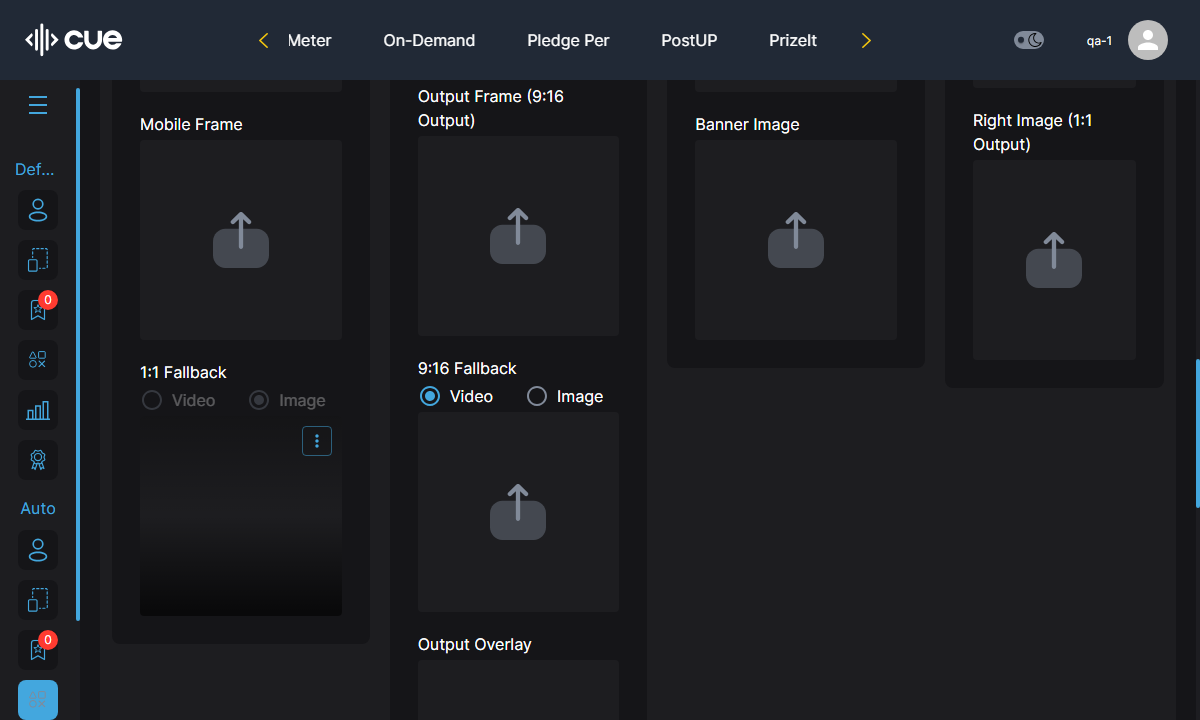 cue
Meter
On-Demand
Pledge Per
PostUP
PrizeIt
qa-1
Def...
0
Auto
0
Mobile Frame
1:1 Fallback
Video
Image
Output Frame (9:16
Output)
9:16 Fallback
Video
Image
Output Overlay
Banner Image
Right Image (1:1
Output)